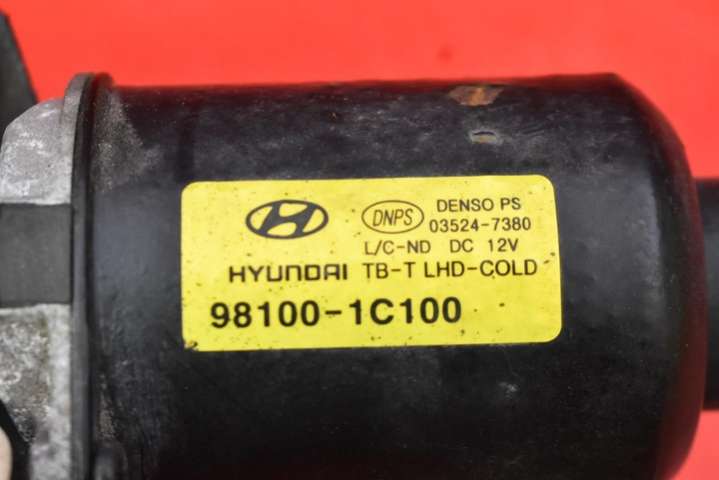 DNPS DENSO PS
03524-7380
L/C-ND DC 12V
HYUNDAI TB-T LHD-COLD
98100-1C100